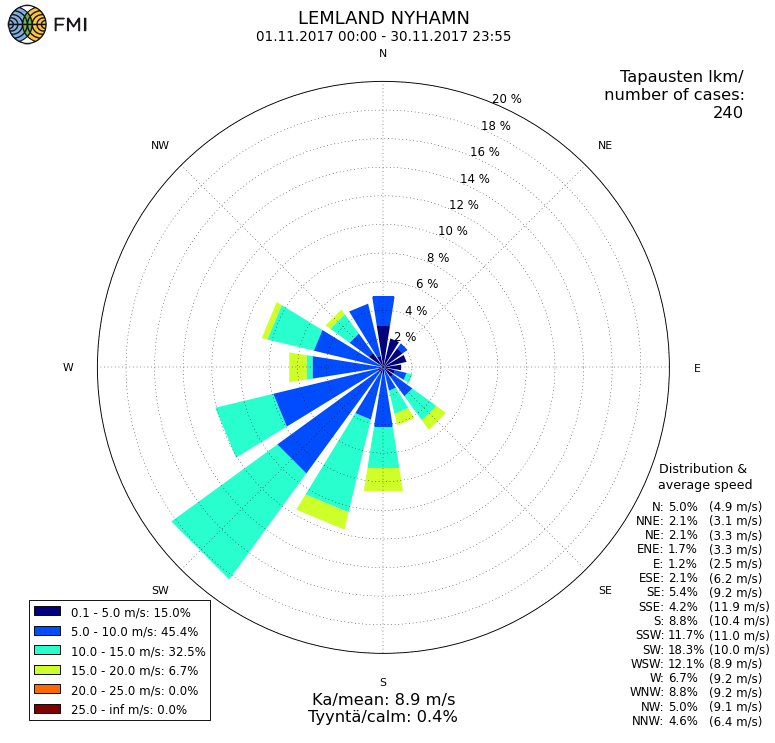 FMI
LEMLAND NYHAMN
01.11.2017 00:00 - 30.11.2017 23:55
Tapausten lkm/
number of cases:
240
N
NE
E
SE
S
SW
W
NW
20 %
18 %
16 %
14 %
12 %
10 %
8 %
6 %
4 %
2 %
Distribution &
average speed
N: 5.0% (4.9 m/s)
NNE: 2.1% (3.1 m/s)
NE: 2.1% (3.3 m/s)
ENE: 1.7% (3.3 m/s)
E: 1.2% (2.5 m/s)
ESE: 2.1% (6.2 m/s)
SE: 5.4% (9.2 m/s)
SSE: 4.2% (11.9 m/s)
S: 8.8% (10.4 m/s)
SSW: 11.7% (11.0 m/s)
SW: 18.3% (10.0 m/s)
WSW: 12.1% (8.9 m/s)
W: 6.7% (9.2 m/s)
WNW: 8.8% (9.2 m/s)
NW: 5.0% (9.1 m/s)
NNW: 4.6% (6.4 m/s)
0.1 - 5.0 m/s: 15.0%
5.0 - 10.0 m/s: 45.4%
10.0 - 15.0 m/s: 32.5%
15.0 - 20.0 m/s: 6.7%
20.0 - 25.0 m/s: 0.0%
25.0 - inf m/s: 0.0%
Ka/mean: 8.9 m/s
Tyyntä/calm: 0.4%